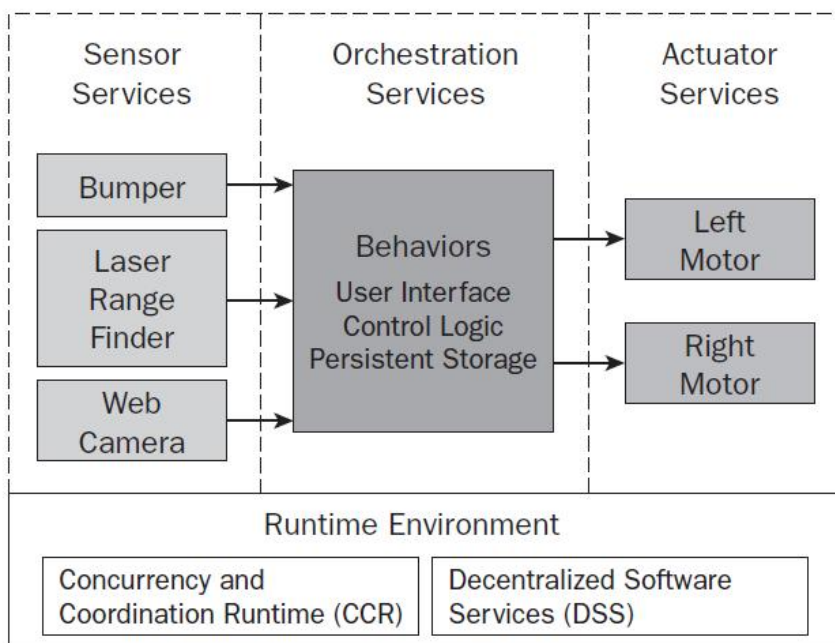 Sensor
Services
Orchestration
Services
Actuator
Services
Bumper
Laser
Range
Finder
Web
Camera
Behaviors
User Interface
Control Logic
Persistent Storage
Left
Motor
Right
Motor
Runtime Environment
Concurrency and
Coordination Runtime (CCR)
Decentralized Software
Services (DSS)